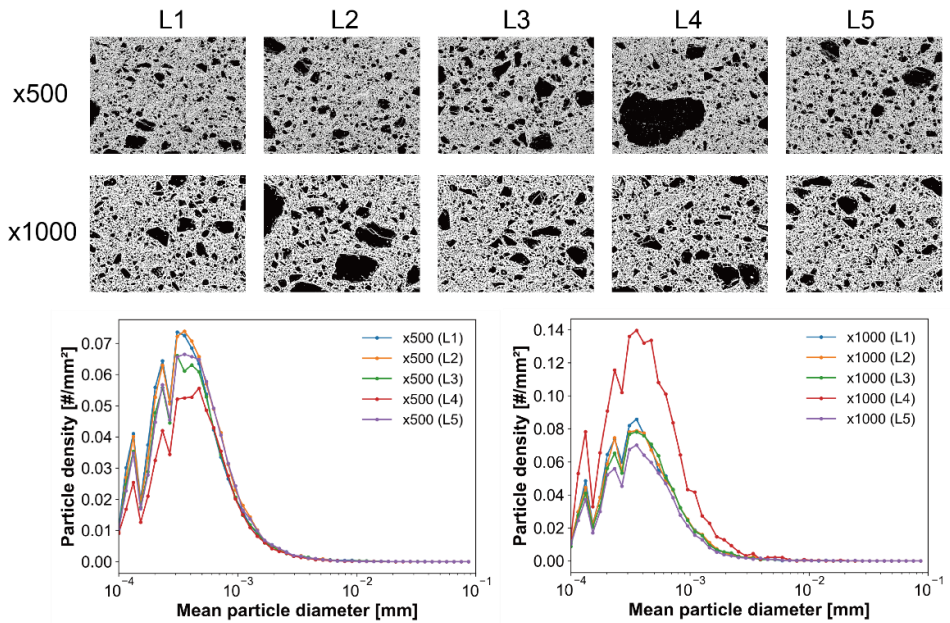 L1 L2 L3 L4 L5
x500
x1000
Particle density [#/mm²]
0.07
0.06
0.05
0.04
0.03
0.02
0.01
0.00
x500 (L1)
x500 (L2)
x500 (L3)
x500 (L4)
x500 (L5)
10⁻⁴ 10⁻³ 10⁻² 10⁻¹
Mean particle diameter [mm]
Particle density [#/mm²]
0.14
0.12
0.10
0.08
0.06
0.04
0.02
0.00
x1000 (L1)
x1000 (L2)
x1000 (L3)
x1000 (L4)
x1000 (L5)
10⁻⁴ 10⁻³ 10⁻² 10⁻¹
Mean particle diameter [mm]